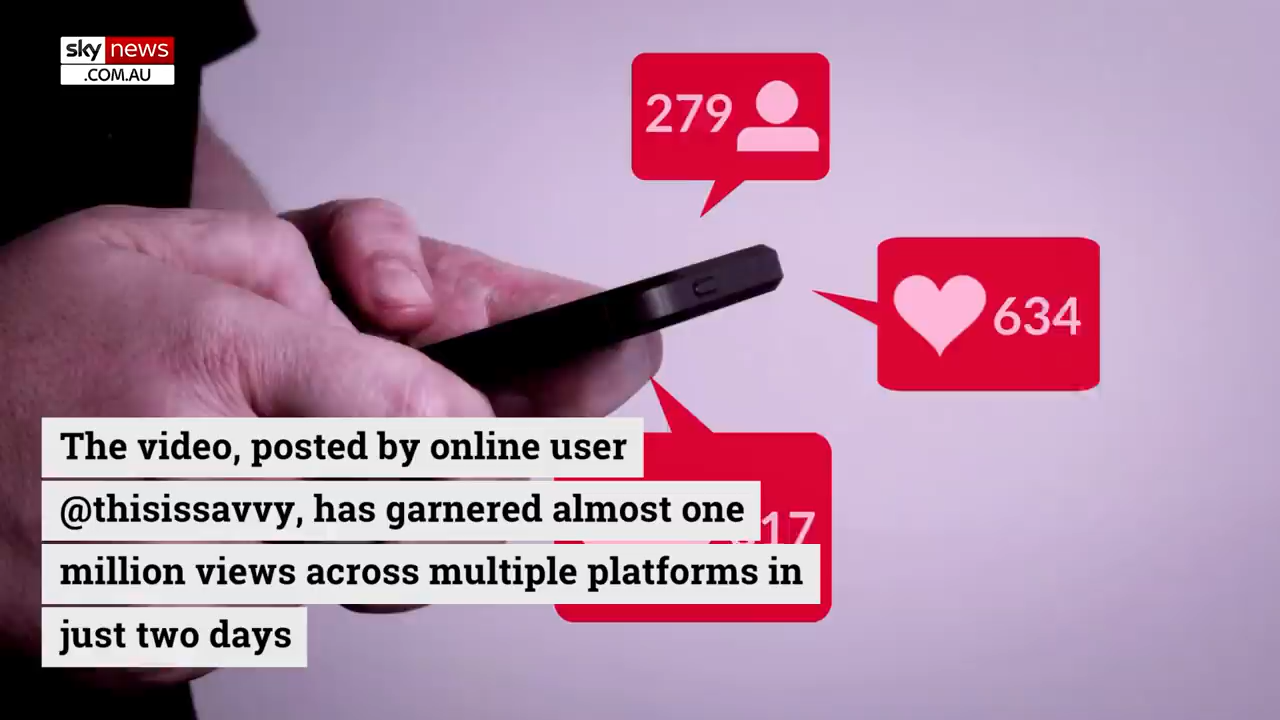 sky news
.COM.AU
279
634
The video, posted by online user
@thisissavvy, has garnered almost one
million views across multiple platforms in
just two days